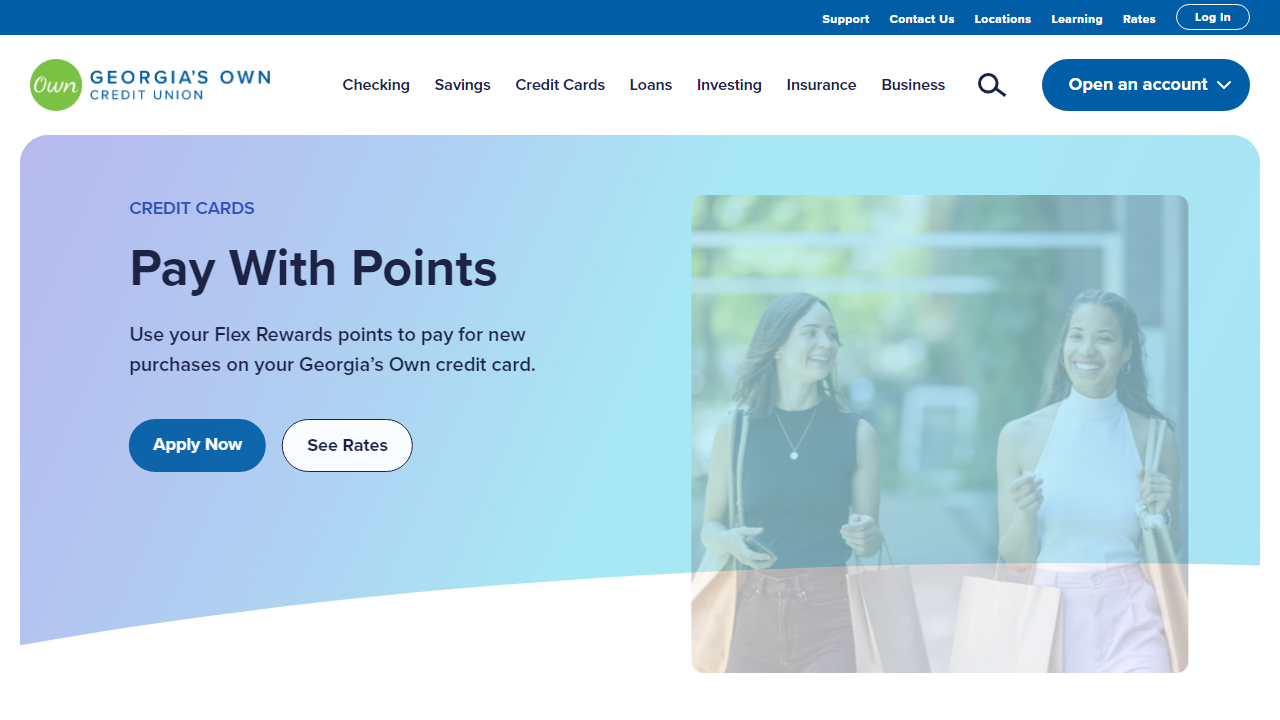 Support Contact Us Locations Learning Rates Log In
Own GEORGIA'S OWN
CREDIT UNION
Checking Savings Credit Cards Loans Investing Insurance Business Open an account
CREDIT CARDS
Pay With Points
Use your Flex Rewards points to pay for new
purchases on your Georgia’s Own credit card.
Apply Now See Rates